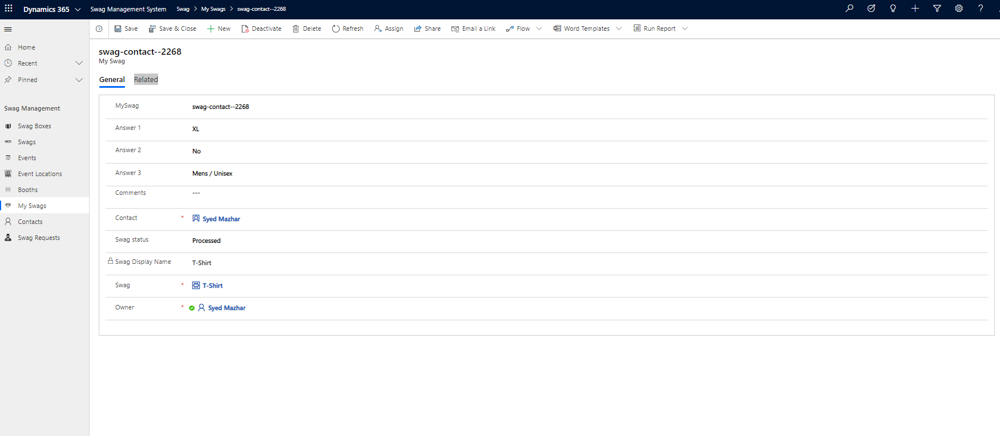 Dynamics 365 Swag Management System Swag > My Swags > swag-contact--2268 ?
Save Save & Close New Deactivate Delete Refresh Assign Share Email a Link Flow Word Templates Run Report
Home
Recent
Pinned
Swag Management
Swag Boxes
Swags
Events
Event Locations
Booths
My Swags
Contacts
Swag Requests
swag-contact--2268
My Swag
General Related
MySwag swag-contact--2268
Answer 1 XL
Answer 2 No
Answer 3 Mens / Unisex
Comments ---
Contact * Syed Mazhar
Swag status Processed
Swag Display Name T-Shirt
Swag * T-Shirt
Owner * Syed Mazhar